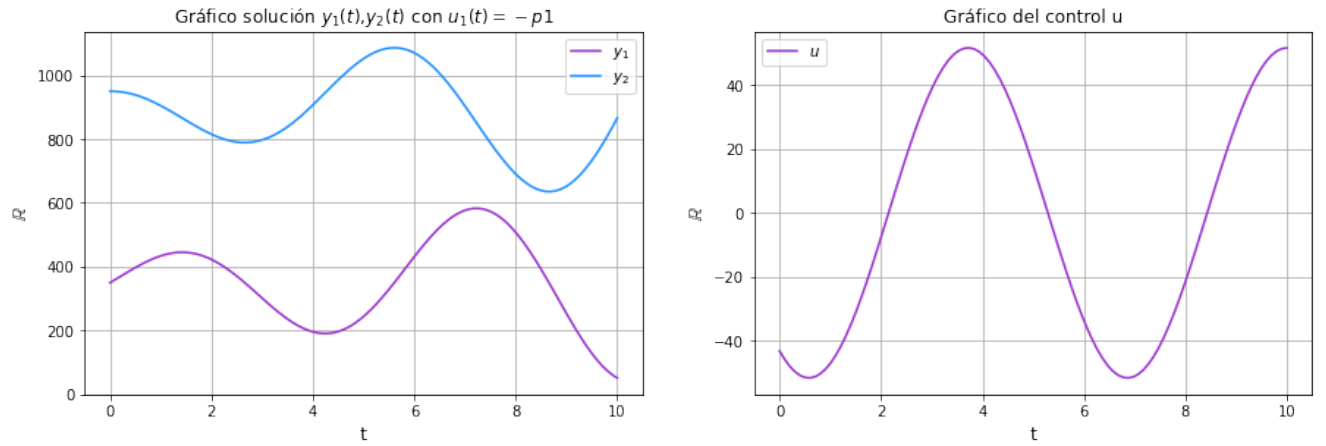 Gráfico solución y₁(t),y₂(t) con u₁(t) = − p1
y₁
y₂
1000
800
600
400
200
0
ℝ
0 2 4 6 8 10
t
Gráfico del control u
u
40
20
0
−20
−40
ℝ
0 2 4 6 8 10
t